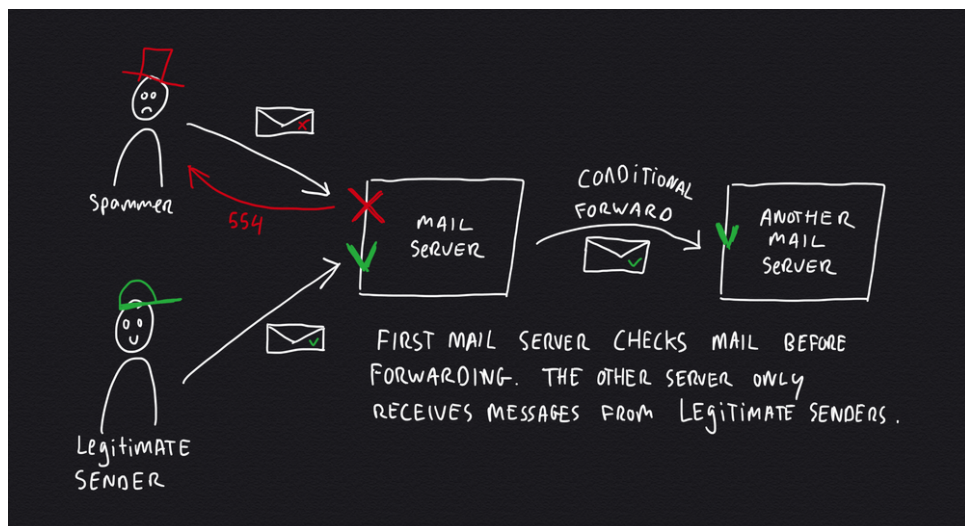 Spammer
554
MAIL
SERVER
CONDITIONAL
FORWARD
ANOTHER
MAIL
SERVER
Legitimate
SENDER
FIRST MAIL SERVER CHECKS MAIL BEFORE
FORWARDING. THE OTHER SERVER ONLY
RECEIVES MESSAGES FROM LEGITIMATE SENDERS.